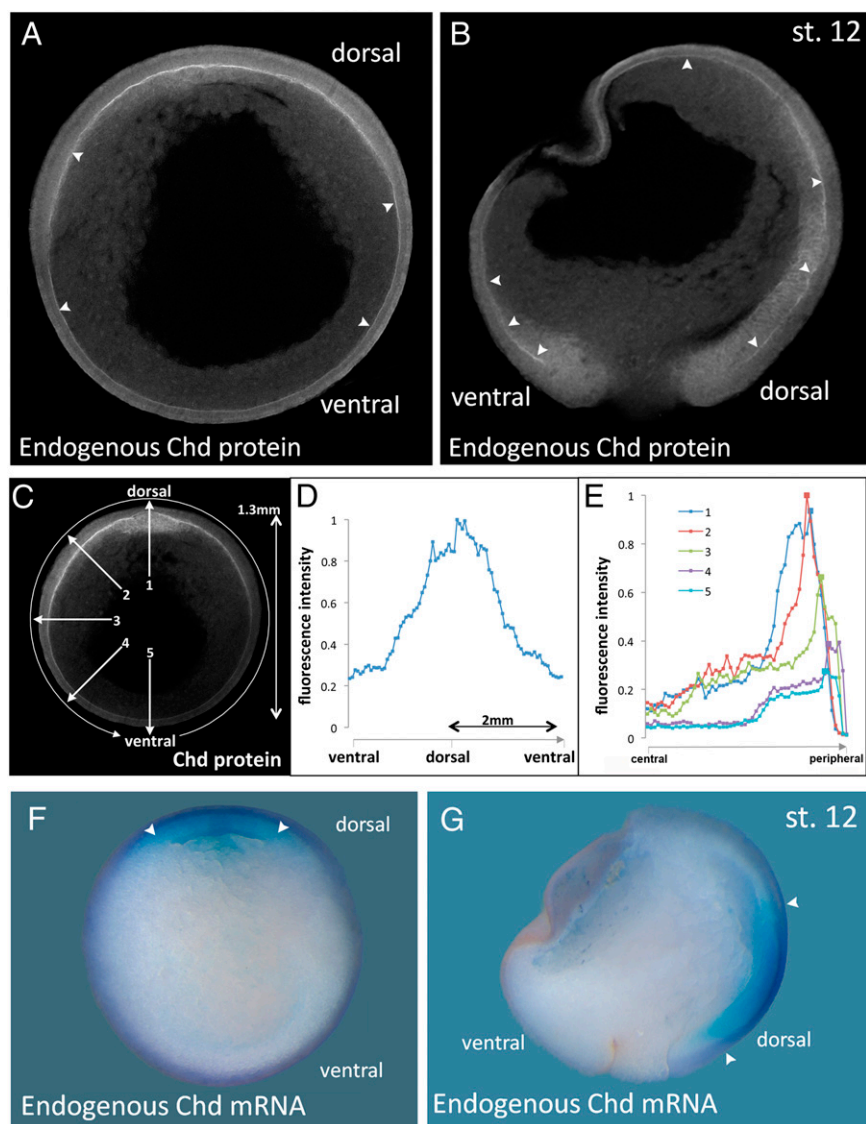 A
dorsal
ventral
Endogenous Chd protein
B
st. 12
ventral
dorsal
Endogenous Chd protein
C
dorsal
1.3mm
1
2
3
4
5
ventral
Chd protein
D
fluorescence intensity
1
0.8
0.6
0.4
0.2
0
2mm
ventral dorsal ventral
E
fluorescence intensity
1
0.8
0.6
0.4
0.2
0
1
2
3
4
5
central peripheral
F
dorsal
ventral
Endogenous Chd mRNA
G
st. 12
ventral
dorsal
Endogenous Chd mRNA